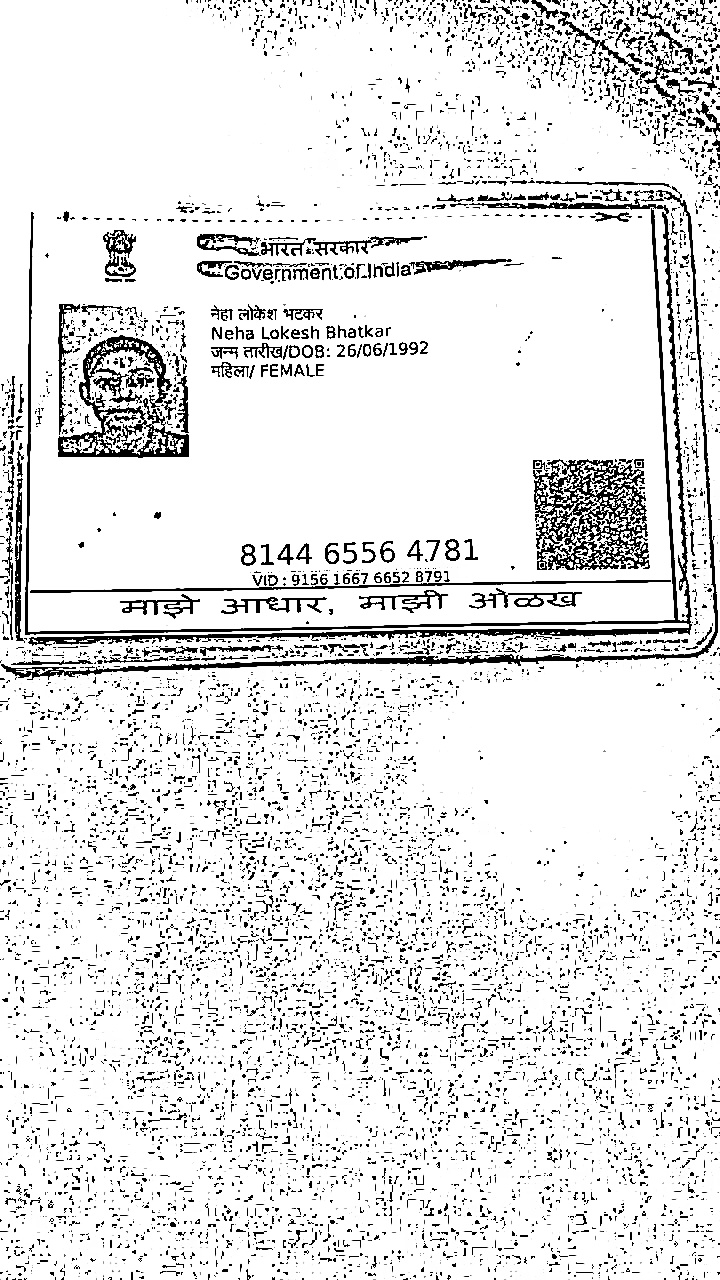 भारत सरकार
Government of India
नेहा लोकेश भटकर
Neha Lokesh Bhatkar
जन्म तारीख/DOB: 26/06/1992
महिला/ FEMALE
8144 6556 4781
VID : 9156 1667 6652 8791
माझे आधार, माझी ओळख